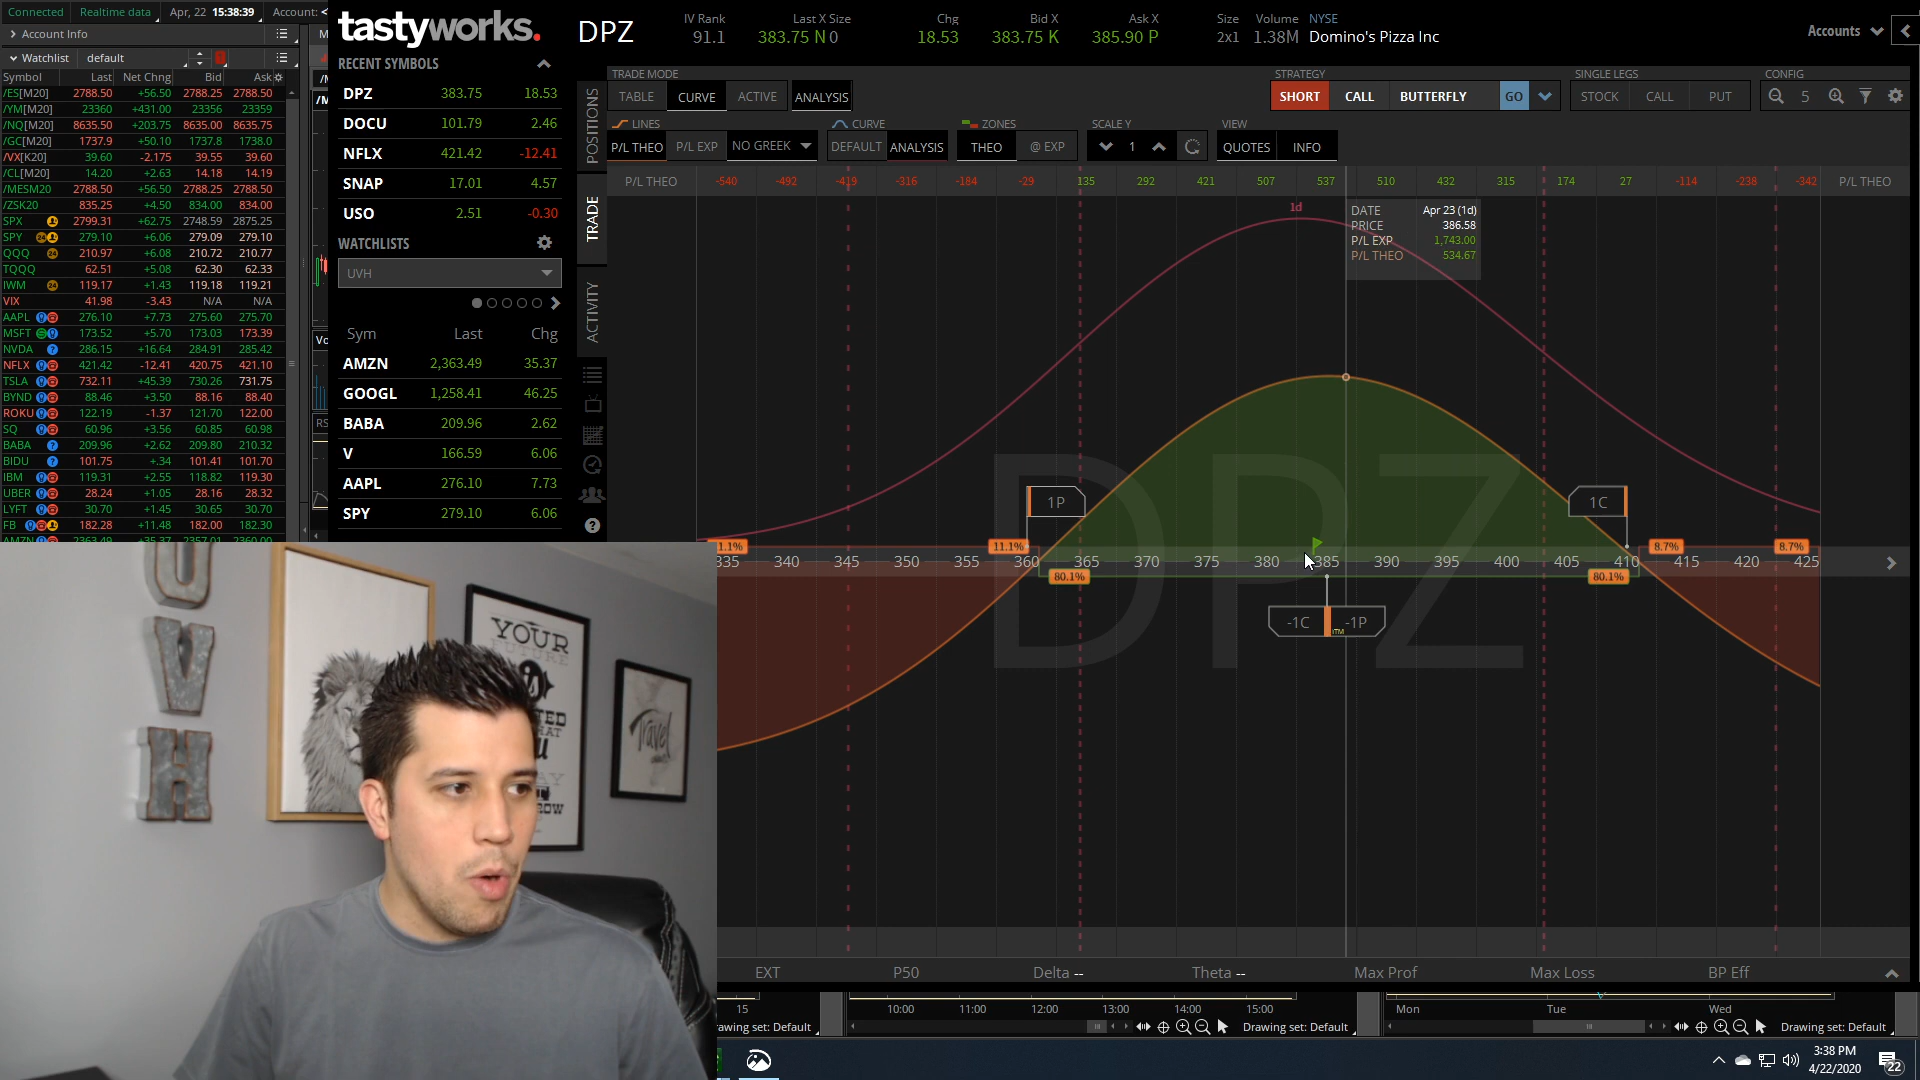 Connected Realtime data Apr, 22 15:38:39 Account: <
Account Info
Watchlist default
Symbol Last Net Chng Bid Ask
/ES[M20] 2788.50 +56.50 2788.25 2788.50
/YM[M20] 23360 +431.00 23356 23359
/NQ[M20] 8635.50 +203.75 8635.00 8635.75
/GC[M20] 1737.9 +50.10 1737.8 1738.0
/VX[K20] 39.60 -2.175 39.55 39.60
/CL[M20] 14.20 +2.63 14.18 14.19
/MESM20 2788.50 +56.50 2788.25 2788.50
/ZSK20 835.25 +4.50 834.00 834.00
SPX 2799.31 +62.75 2748.59 2875.25
SPY 279.10 +6.06 279.09 279.10
QQQ 210.97 +6.08 210.72 210.77
TQQQ 62.51 +5.08 62.30 62.33
IWM 119.17 +1.43 119.18 119.21
VIX 41.98 -3.43 N/A N/A
AAPL 276.10 +7.73 275.60 275.70
MSFT 173.52 +5.70 173.03 173.39
NVDA 286.15 +16.64 284.91 285.42
NFLX 421.42 -12.41 420.75 421.10
TSLA 732.11 +45.39 730.26 731.75
BYND 88.46 +3.50 88.16 88.40
ROKU 122.19 -1.37 121.70 122.00
SQ 60.96 +3.56 60.85 60.98
BABA 209.96 +2.62 209.80 210.32
BIDU 101.75 +.34 101.41 101.70
IBM 119.31 +2.55 118.82 119.30
UBER 28.24 +1.05 28.16 28.32
LYFT 30.70 +1.45 30.65 30.70
FB 182.28 +11.48 182.00 182.30
AMZN 2363.49 +35.37 2357.01 2360.00
tastyworks.
RECENT SYMBOLS
DPZ 383.75 18.53
DOCU 101.79 2.46
NFLX 421.42 -12.41
SNAP 17.01 4.57
USO 2.51 -0.30
WATCHLISTS
UVH
Sym Last Chg
AMZN 2,363.49 35.37
GOOGL 1,258.41 46.25
BABA 209.96 2.62
V 166.59 6.06
AAPL 276.10 7.73
SPY 279.10 6.06
POSITIONS
TRADE
ACTIVITY
DPZ
IV Rank Last X Size Chg Bid X Ask X Size Volume NYSE
91.1 383.75 N 0 18.53 383.75 K 385.90 P 2x1 1.38M Domino's Pizza Inc
Accounts
TRADE MODE STRATEGY SINGLE LEGS CONFIG
TABLE CURVE ACTIVE ANALYSIS SHORT CALL BUTTERFLY GO STOCK CALL PUT 5
LINES CURVE ZONES SCALE Y VIEW
P/L THEO P/L EXP NO GREEK DEFAULT ANALYSIS THEO @ EXP 1 QUOTES INFO
P/L THEO -540 -492 -419 -316 -184 -29 135 292 421 507 537 510 432 315 174 27 -114 -238 -342 P/L THEO
1d
DATE Apr 23 (1d)
PRICE 386.58
P/L EXP 1,743.00
P/L THEO 534.67
DPZ
1P 1C
11.1% 11.1% 8.7% 8.7%
335 340 345 350 355 360 365 370 375 380 385 390 395 400 405 410 415 420 425
80.1% 80.1%
-1C ITM -1P
EXT P50 Delta -- Theta -- Max Prof Max Loss BP Eff
15 10:00 11:00 12:00 13:00 14:00 15:00 Mon Tue Wed
rawing set: Default Drawing set: Default Drawing set: Default
3:38 PM
4/22/2020
22
UVH
YOUR
Travel